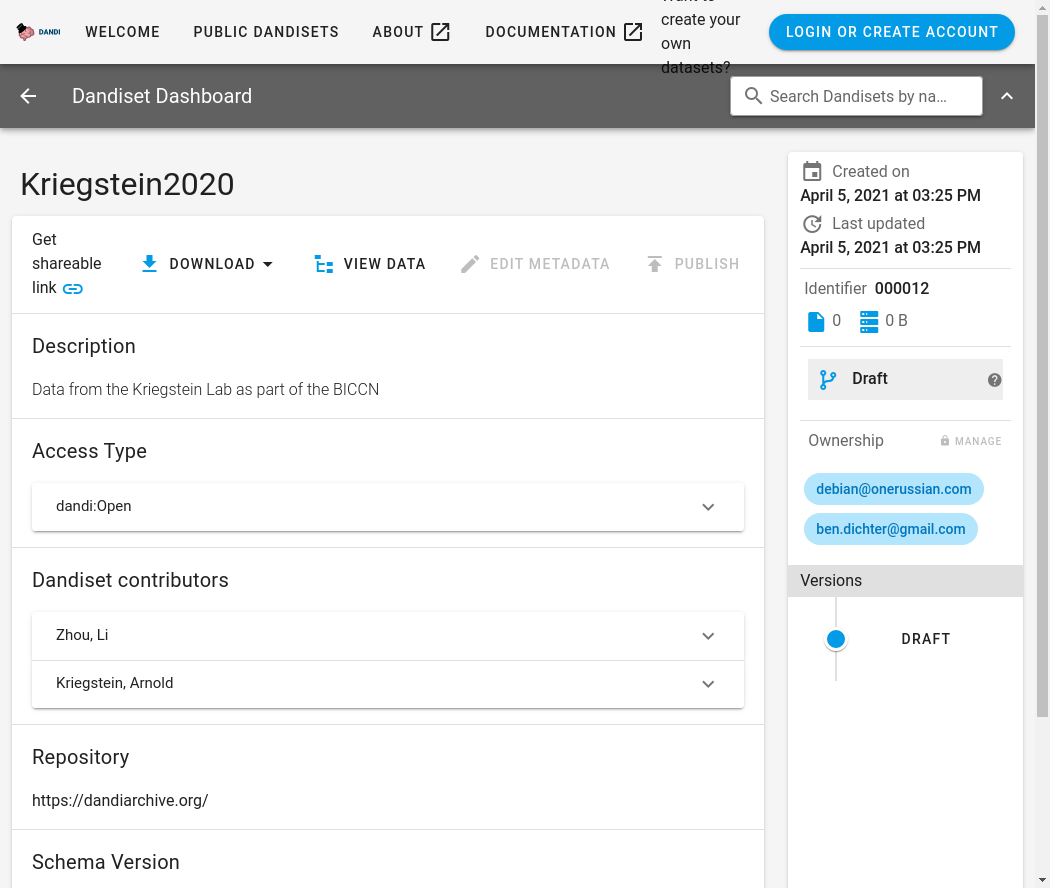 DANDI
WELCOME
PUBLIC DANDISETS
ABOUT
DOCUMENTATION
create your
own
datasets?
LOGIN OR CREATE ACCOUNT
Dandiset Dashboard
Search Dandisets by na...
Kriegstein2020
Get
shareable
link
DOWNLOAD
VIEW DATA
EDIT METADATA
PUBLISH
Description
Data from the Kriegstein Lab as part of the BICCN
Access Type
dandi:Open
Dandiset contributors
Zhou, Li
Kriegstein, Arnold
Repository
https://dandiarchive.org/
Schema Version
Created on
April 5, 2021 at 03:25 PM
Last updated
April 5, 2021 at 03:25 PM
Identifier 000012
0 0 B
Draft
Ownership
MANAGE
debian@onerussian.com
ben.dichter@gmail.com
Versions
DRAFT